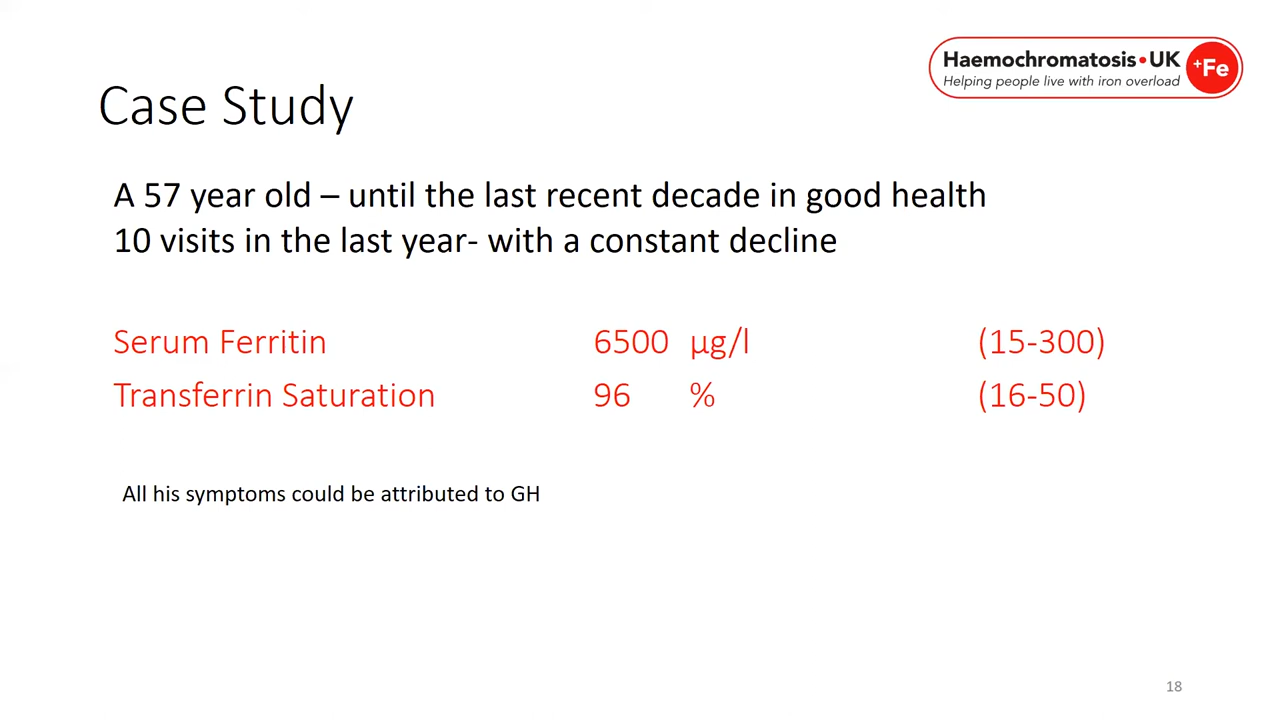 Haemochromatosis•UK
Helping people live with iron overload
+Fe
Case Study
A 57 year old – until the last recent decade in good health
10 visits in the last year- with a constant decline
Serum Ferritin 6500 µg/l (15-300)
Transferrin Saturation 96 % (16-50)
All his symptoms could be attributed to GH
18